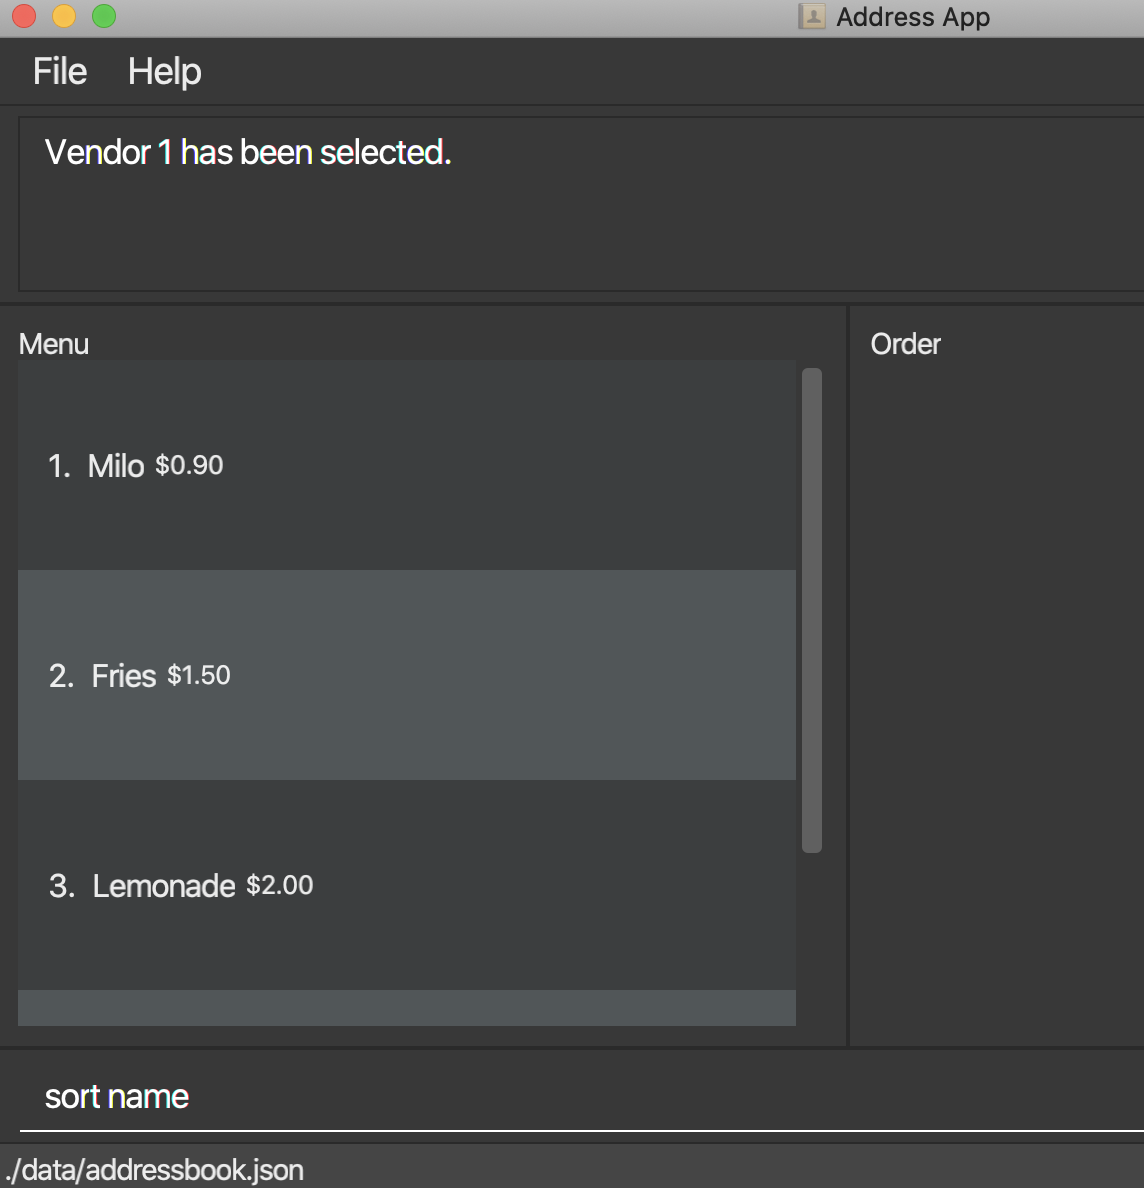 Address App
File Help
Vendor 1 has been selected.
Menu
Order
1. Milo $0.90
2. Fries $1.50
3. Lemonade $2.00
sort name
./data/addressbook.json